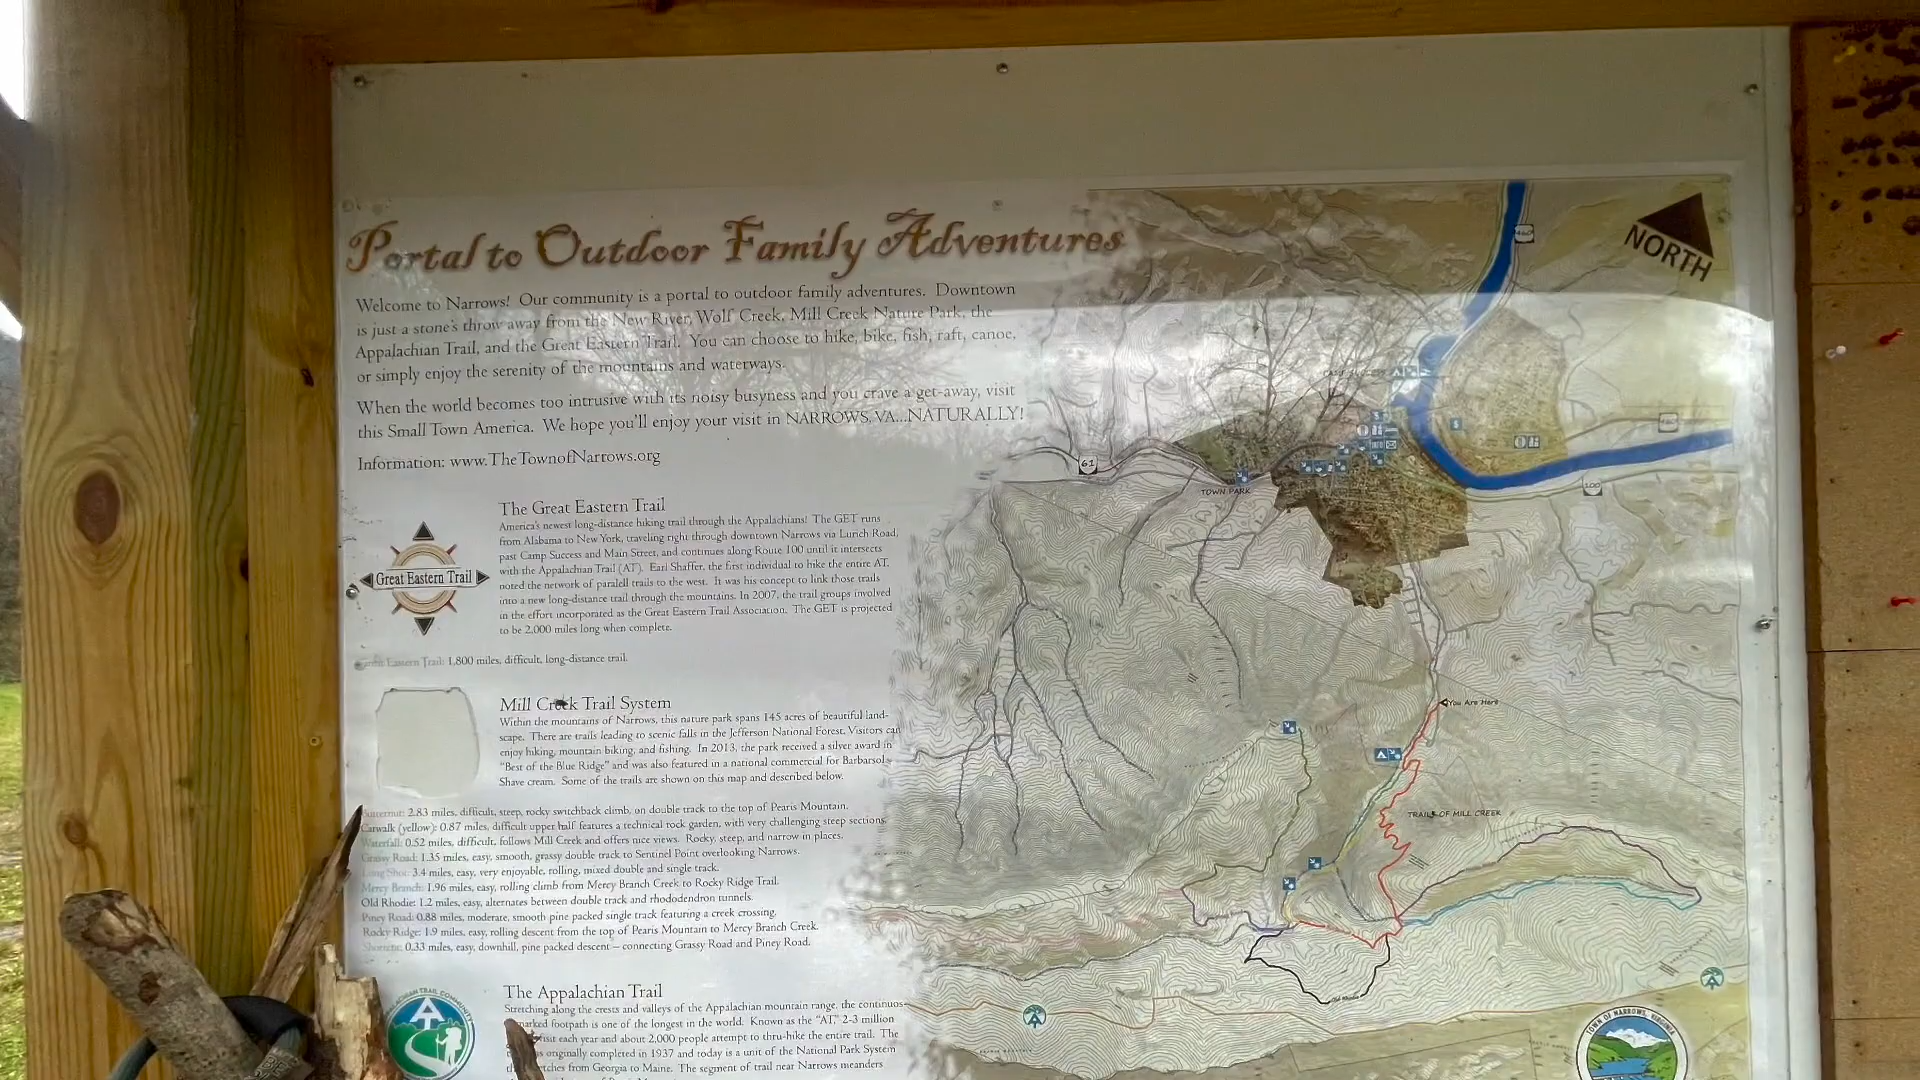 Portal to Outdoor Family Adventures
Welcome to Narrows! Our community is a portal to outdoor family adventures. Downtown
is just a stone's throw away from the New River, Wolf Creek, Mill Creek Nature Park, the
Appalachian Trail, and the Great Eastern Trail. You can choose to hike, bike, fish, raft, canoe,
or simply enjoy the serenity of the mountains and waterways.
When the world becomes too intrusive with its noisy busyness and you crave a get-away, visit
this Small Town America. We hope you'll enjoy your visit in NARROWS, VA...NATURALLY!
Information: www.TheTownofNarrows.org
The Great Eastern Trail
America's newest long-distance hiking trail through the Appalachians! The GET runs
from Alabama to New York, traveling right through downtown Narrows via Lurich Road,
past Camp Success and Main Street, and continues along Route 100 until it intersects
with the Appalachian Trail (AT). Earl Shaffer, the first individual to hike the entire AT,
noted the network of paralell trails to the west. It was his concept to link those trails
into a new long-distance trail through the mountains. In 2007, the trail groups involved
in the effort incorporated as the Great Eastern Trail Association. The GET is projected
to be 2,000 miles long when complete.
Great Eastern Trail
Great Eastern Trail: 1,800 miles, difficult, long-distance trail.
Mill Creek Trail System
Within the mountains of Narrows, this nature park spans 145 acres of beautiful land-
scape. There are trails leading to scenic falls in the Jefferson National Forest. Visitors can
enjoy hiking, mountain biking, and fishing. In 2013, the park received a silver award in
"Best of the Blue Ridge" and was also featured in a national commercial for Barbarsol
Shave cream. Some of the trails are shown on this map and described below.
Butternut: 2.83 miles, difficult, steep, rocky switchback climb, on double track to the top of Pearis Mountain.
Catwalk (yellow): 0.87 miles, difficult upper half features a technical rock garden, with very challenging steep sections.
Waterfall: 0.52 miles, difficult, follows Mill Creek and offers nice views. Rocky, steep, and narrow in places.
Grassy Road: 1.35 miles, easy, smooth, grassy double track to Sentinel Point overlooking Narrows.
Long Shot: 3.4 miles, easy, very enjoyable, rolling, mixed double and single track.
Mercy Branch: 1.96 miles, easy, rolling climb from Mercy Branch Creek to Rocky Ridge Trail.
Old Rhodie: 1.2 miles, easy, alternates between double track and rhododendron tunnels.
Piney Road: 0.88 miles, moderate, smooth pine packed single track featuring a creek crossing.
Rocky Ridge: 1.9 miles, easy, rolling descent from the top of Pearis Mountain to Mercy Branch Creek.
Shortcut: 0.33 miles, easy, downhill, pine packed descent – connecting Grassy Road and Piney Road.
The Appalachian Trail
Stretching along the crests and valleys of the Appalachian mountain range, the continuos-
marked footpath is one of the longest in the world. Known as the "AT," 2-3 million
visit each year and about 2,000 people attempt to thru-hike the entire trail. The
originally completed in 1937 and today is a unit of the National Park System
from Georgia to Maine. The segment of trail near Narrows meanders
APPALACHIAN TRAIL COMMUNITY
NORTH
460
61
TOWN PARK
INFO
460
100
You Are Here
TRAILS OF MILL CREEK
Old Rhodie
TOWN OF NARROWS, VIRGINIA